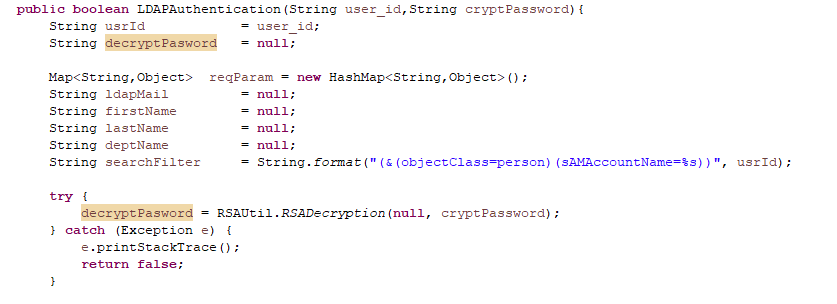 public boolean LDAPAuthentication(String user_id,String cryptPassword){
String usrId = user_id;
String decryptPasword = null;
Map<String,Object> reqParam = new HashMap<String,Object>();
String ldapMail = null;
String firstName = null;
String lastName = null;
String deptName = null;
String searchFilter = String.format("(&(objectClass=person)(sAMAccountName=%s))", usrId);
try {
decryptPasword = RSAUtil.RSADecryption(null, cryptPassword);
} catch (Exception e) {
e.printStackTrace();
return false;
}